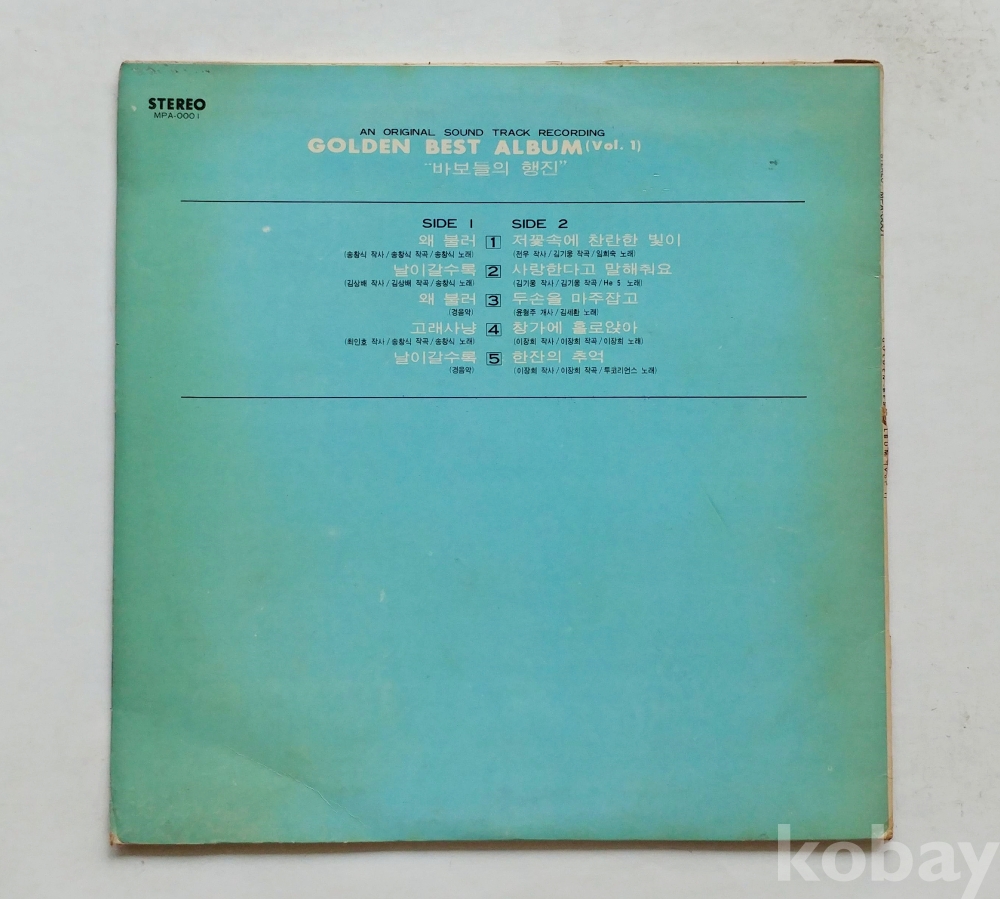 STEREO
MPA-0001
AN ORIGINAL SOUND TRACK RECORDING
GOLDEN BEST ALBUM (Vol. 1)
"바보들의 행진"
SIDE 1
왜 불러 1
(송창식 작사/송창식 작곡/송창식 노래)
날이갈수록 2
(김상배 작사/김상배 작곡/송창식 노래)
왜 불러 3
(경음악)
고래사냥 4
(최인호 작사/송창식 작곡/송창식 노래)
날이갈수록 5
(경음악)
SIDE 2
저꽃속에 찬란한 빛이
(전우 작사/김기웅 작곡/임희숙 노래)
사랑한다고 말해줘요
(김기웅 작사/김기웅 작곡/He 5 노래)
두손을 마주잡고
(윤형주 개사/김세환 노래)
창가에 홀로앉아
(이장희 작사/이장희 작곡/이장희 노래)
한잔의 추억
(이장희 작사/이장희 작곡/투코리언스 노래)
kobay